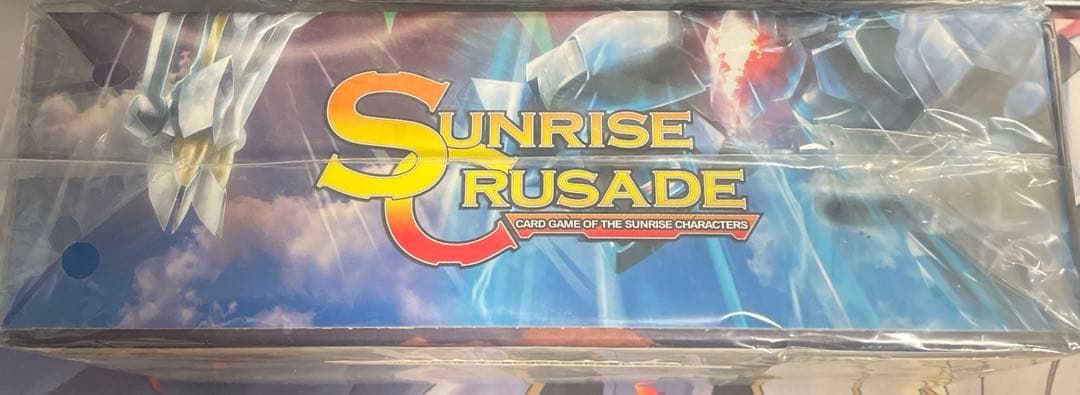 SUNRISE
CRUSADE
CARD GAME OF THE SUNRISE CHARACTERS